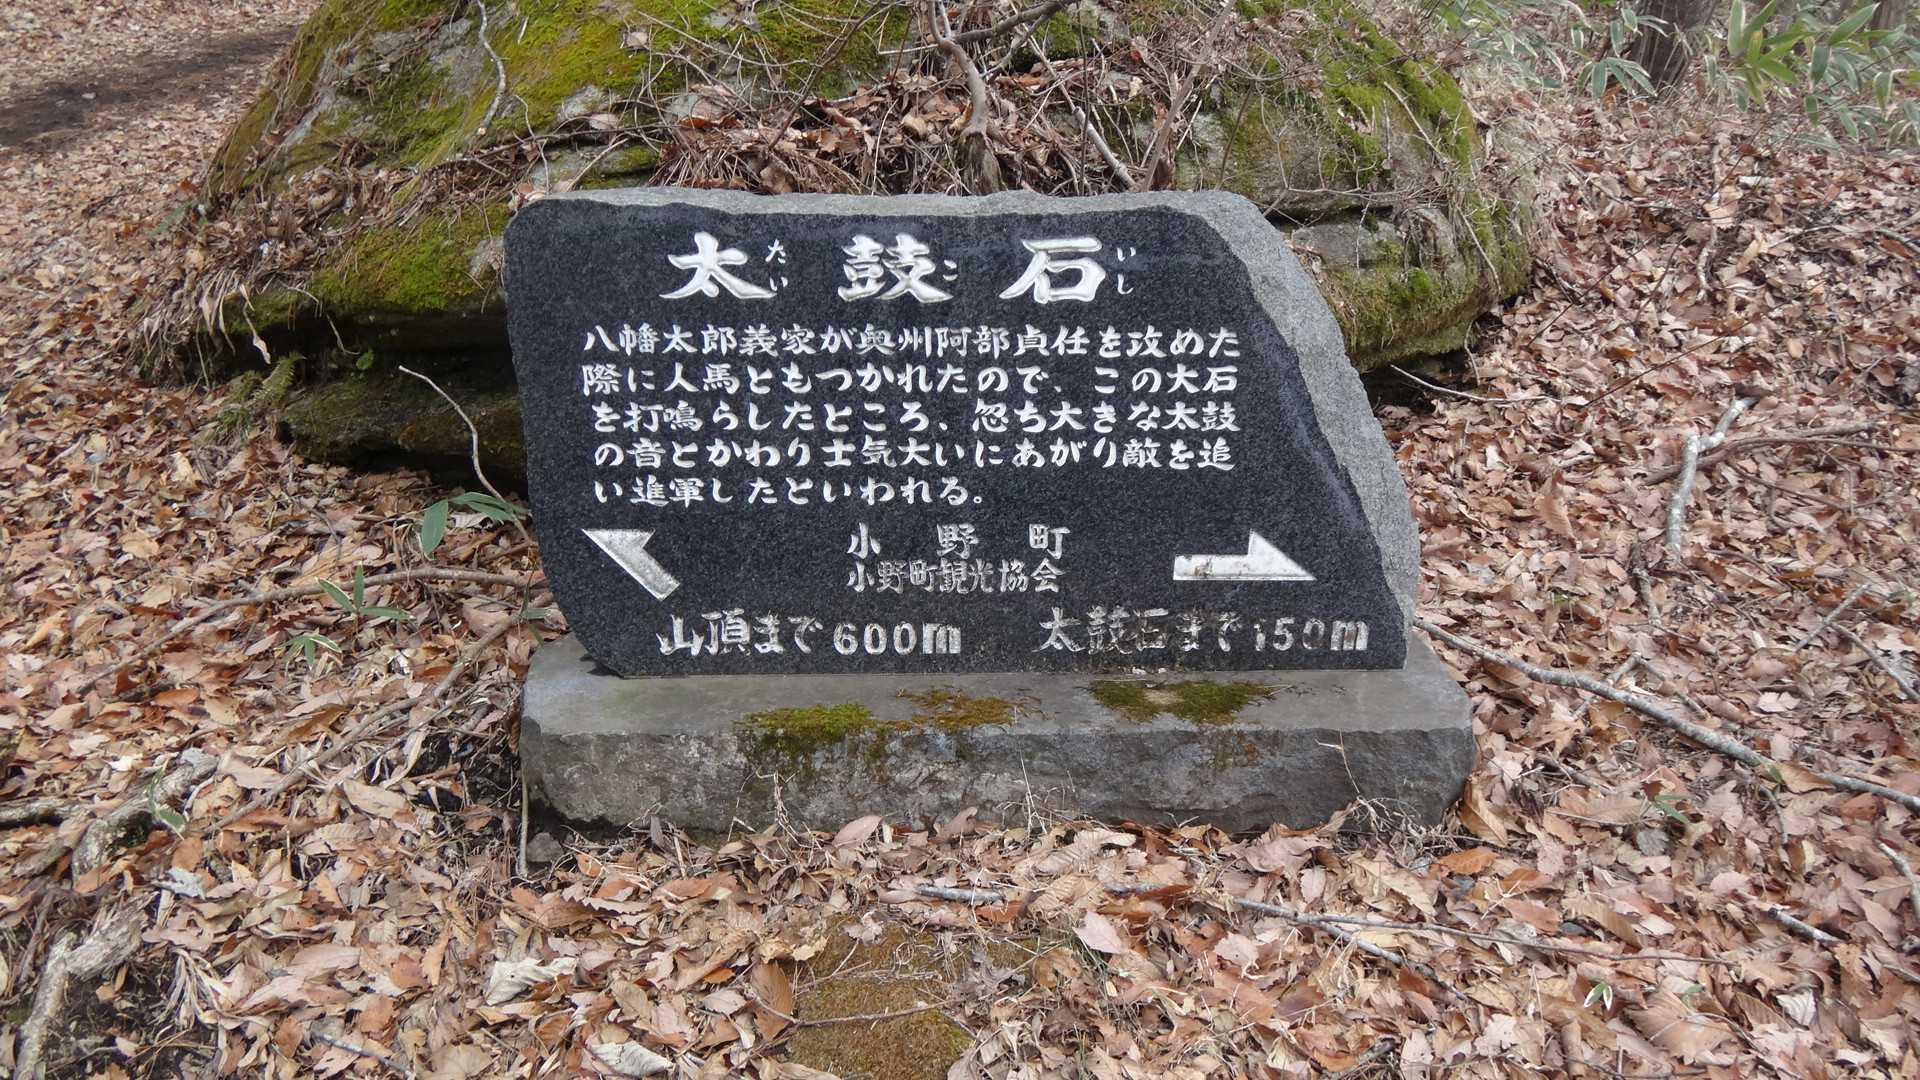 太鼓石
たい こ いし
八幡太郎義家が奥州阿部貞任を攻めた
際に人馬ともつかれたので、この大石
を打鳴らしたところ、忽ち大きな太鼓
の音とかわり士気大いにあがり敵を追
い進軍したといわれる。
小野町
小野町観光協会
山頂まで600m
太鼓石まで150m